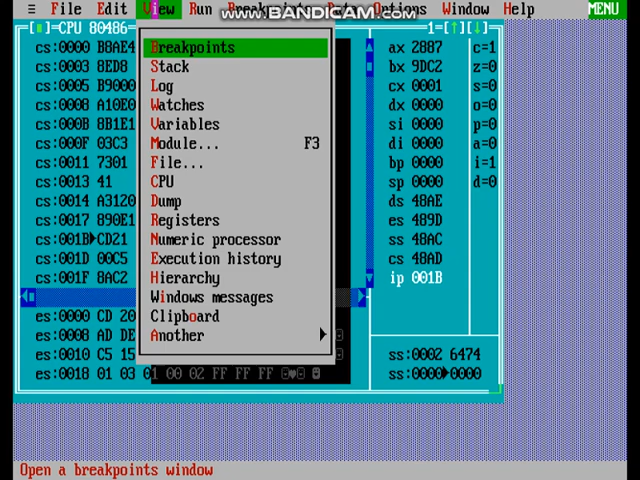 ≡ File Edit View Run Breakpoints Data Options Window Help MENU
www.BANDICAM.com
[■]=CPU 80486 1=[↑][↓]
cs:0000 B8AE4 ax 2887 c=1
cs:0003 8ED8 bx 9DC2 z=0
cs:0005 B9000 cx 0001 s=0
cs:0008 A10E0 dx 0000 o=0
cs:000B 8B1E1 si 0000 p=0
cs:000F 03C3 di 0000 a=0
cs:0011 7301 bp 0000 i=1
cs:0013 41 sp 0000 d=0
cs:0014 A3120 ds 48AE
cs:0017 890E1 es 489D
cs:001B►CD21 ss 48AC
cs:001D 00C5 cs 48AD
cs:001F 8AC2 ip 001B
Breakpoints
Stack
Log
Watches
Variables
Module... F3
File...
CPU
Dump
Registers
Numeric processor
Execution history
Hierarchy
Windows messages
Clipboard
Another ►
es:0000 CD 20
es:0008 AD DE
es:0010 C5 15 ss:0002 6474
es:0018 01 03 01 00 02 FF FF FF ss:0000►0000
Open a breakpoints window